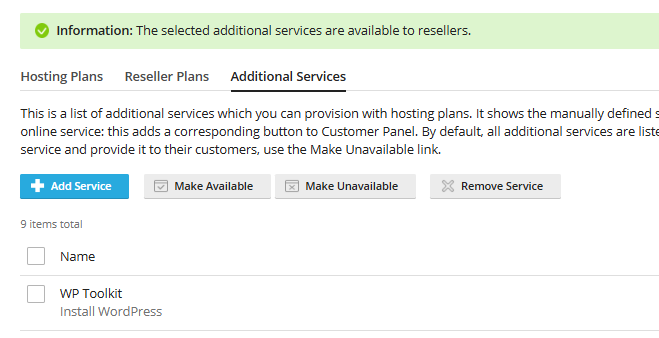 Information: The selected additional services are available to resellers.
Hosting Plans Reseller Plans Additional Services
This is a list of additional services which you can provision with hosting plans. It shows the manually defined s
online service: this adds a corresponding button to Customer Panel. By default, all additional services are liste
service and provide it to their customers, use the Make Unavailable link.
Add Service Make Available Make Unavailable Remove Service
9 items total
Name
WP Toolkit
Install WordPress